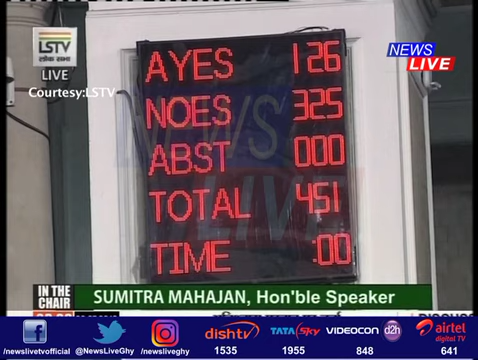 LSTV
लोक सभा
LIVE
Courtesy:LSTV
NEWS
LIVE
AYES 126
NOES 325
ABST 000
TOTAL 451
TIME :00
IN THE
CHAIR
SUMITRA MAHAJAN, Hon'ble Speaker
/newslivetvofficial
@NewsLiveGhy
/newsliveghy
dishtv
1535
TATA Sky
1955
VIDEOCON d2h
848
airtel
digital TV
641